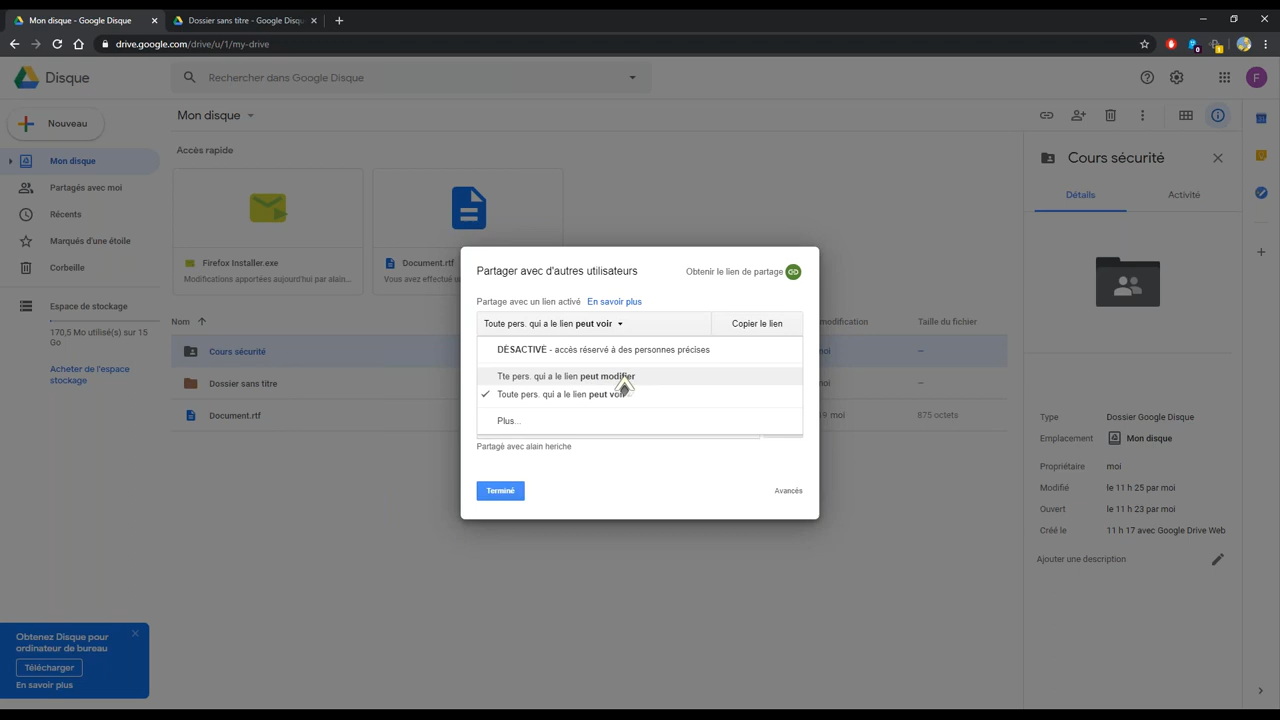 Mon disque - Google Disque
Dossier sans titre - Google Disqu
drive.google.com/drive/u/1/my-drive
0
Disque
Rechercher dans Google Disque
F
Nouveau
Mon disque
Accès rapide
Mon disque
Partagés avec moi
Récents
Marqués d'une étoile
Corbeille
Espace de stockage
170,5 Mo utilisé(s) sur 15 Go
Acheter de l'espace stockage
Firefox Installer.exe
Modifications apportées aujourd'hui par alain...
Document.rtf
Vous avez effectué
Nom
modification
Taille du fichier
Cours sécurité
moi
–
Dossier sans titre
moi
–
Document.rtf
9 moi
875 octets
Partager avec d'autres utilisateurs
Obtenir le lien de partage
Partage avec un lien activé En savoir plus
Toute pers. qui a le lien peut voir
Copier le lien
DÉSACTIVÉ - accès réservé à des personnes précises
Tte pers. qui a le lien peut modifier
Toute pers. qui a le lien peut voir
Plus...
Partagé avec alain heriche
Terminé
Avancés
Cours sécurité
Détails
Activité
Type
Dossier Google Disque
Emplacement
Mon disque
Propriétaire
moi
Modifié
le 11 h 25 par moi
Ouvert
le 11 h 23 par moi
Créé le
11 h 17 avec Google Drive Web
Ajouter une description
Obtenez Disque pour
ordinateur de bureau
Télécharger
En savoir plus